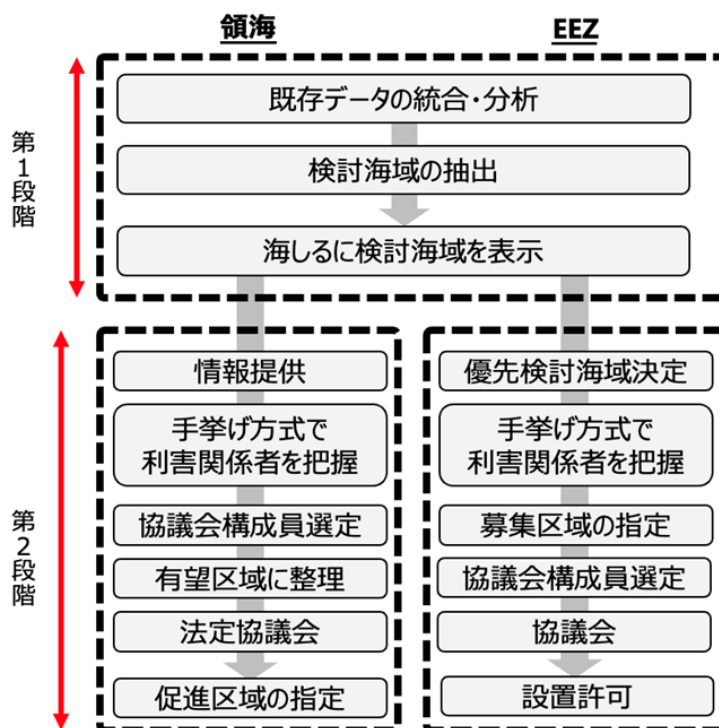 領海
EEZ
第1段階
既存データの統合・分析
検討海域の抽出
海しるに検討海域を表示
第2段階
情報提供
手挙げ方式で
利害関係者を把握
協議会構成員選定
有望区域に整理
法定協議会
促進区域の指定
優先検討海域決定
手挙げ方式で
利害関係者を把握
募集区域の指定
協議会構成員選定
協議会
設置許可